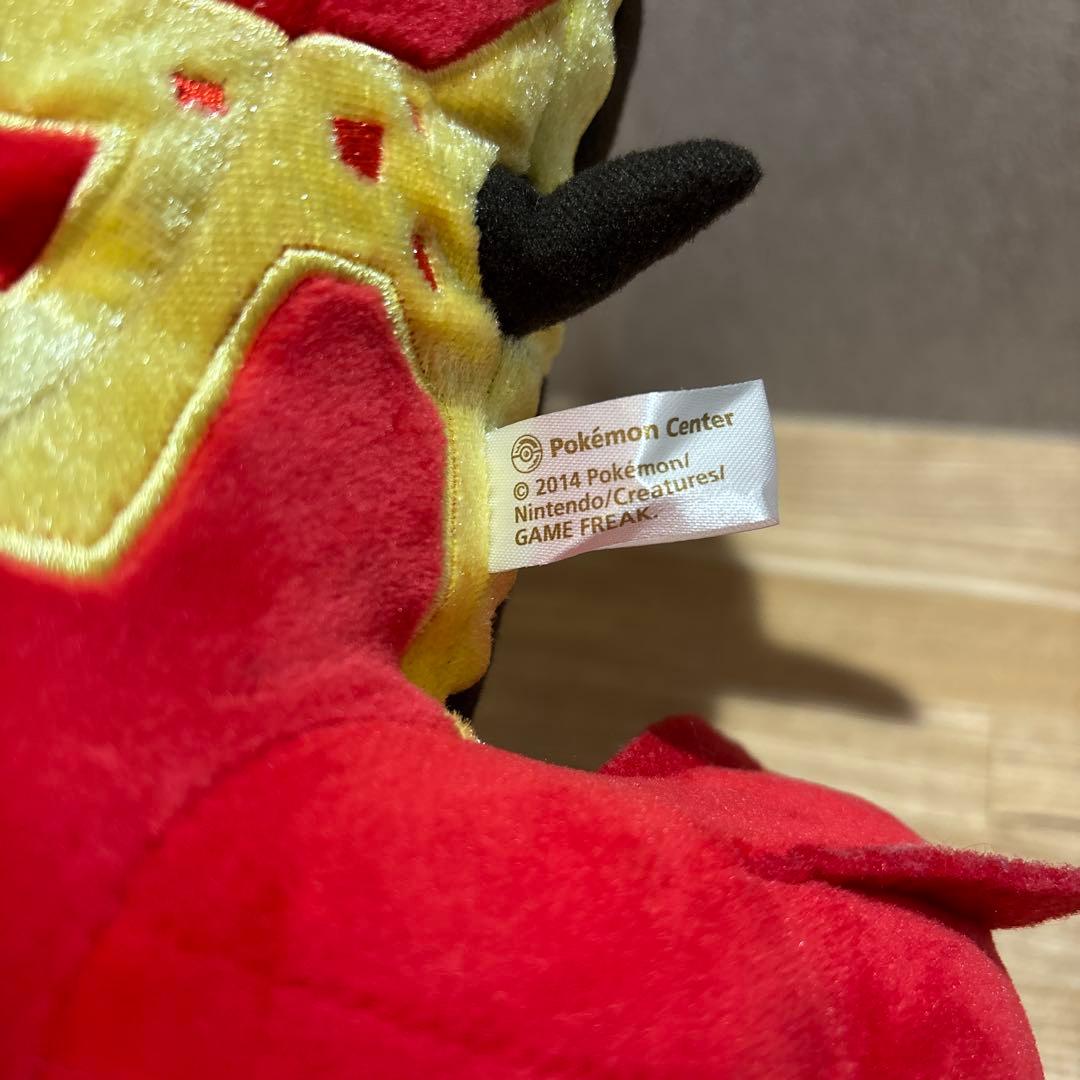 Pokémon Center
© 2014 Pokémon/
Nintendo/Creatures/
GAME FREAK.